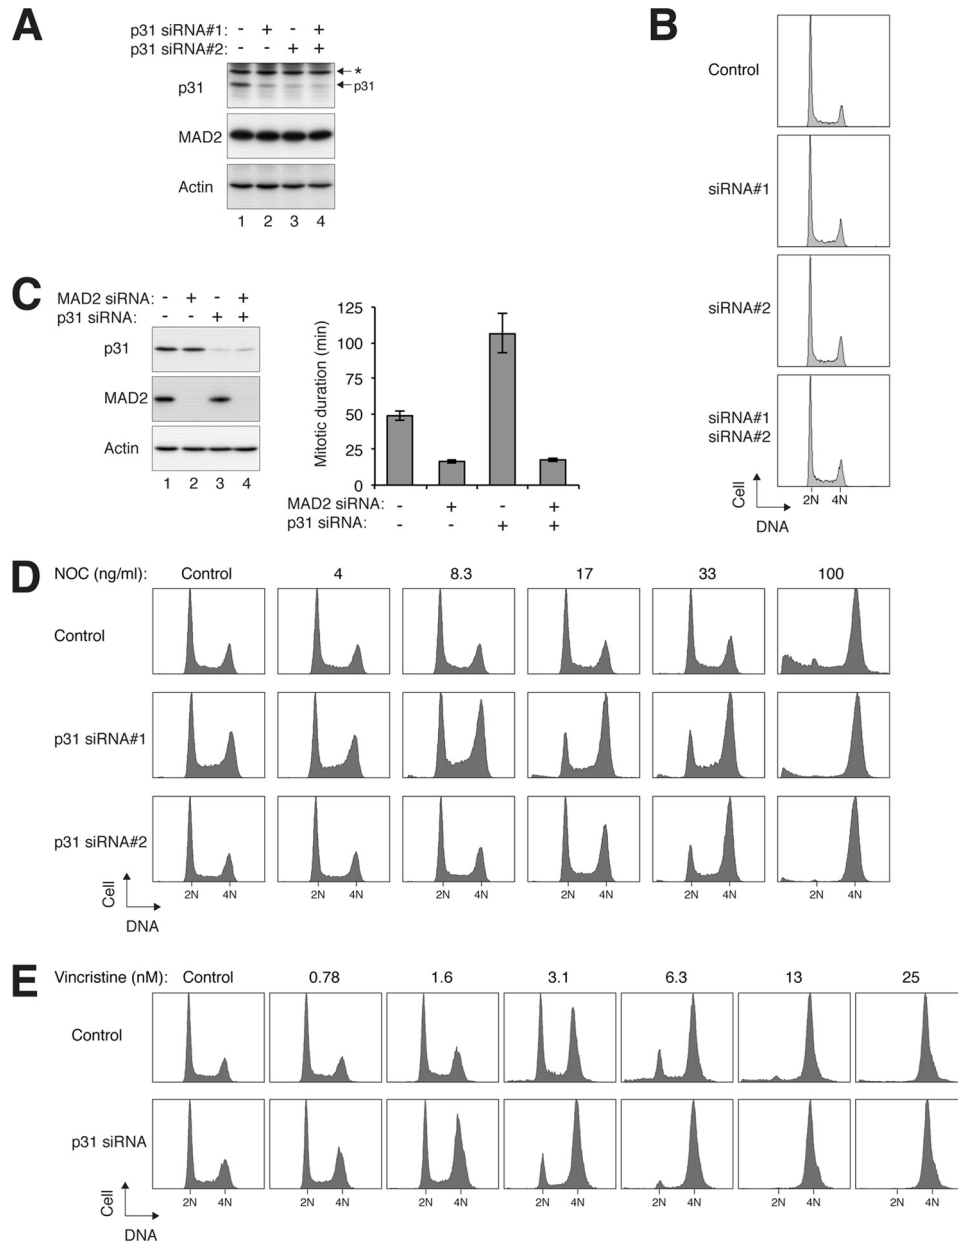 A
p31 siRNA#1: - + - +
p31 siRNA#2: - - + +
p31
*
p31
MAD2
Actin
1 2 3 4
B
Control
siRNA#1
siRNA#2
siRNA#1
siRNA#2
Cell
2N 4N
DNA
C
MAD2 siRNA: - + - +
p31 siRNA: - - + +
p31
MAD2
Actin
1 2 3 4
Mitotic duration (min)
125
100
75
50
25
0
MAD2 siRNA: - + - +
p31 siRNA: - - + +
D
NOC (ng/ml): Control 4 8.3 17 33 100
Control
p31 siRNA#1
p31 siRNA#2
2N 4N 2N 4N 2N 4N 2N 4N 2N 4N 2N 4N
Cell
DNA
E
Vincristine (nM): Control 0.78 1.6 3.1 6.3 13 25
Control
p31 siRNA
2N 4N 2N 4N 2N 4N 2N 4N 2N 4N 2N 4N 2N 4N
Cell
DNA